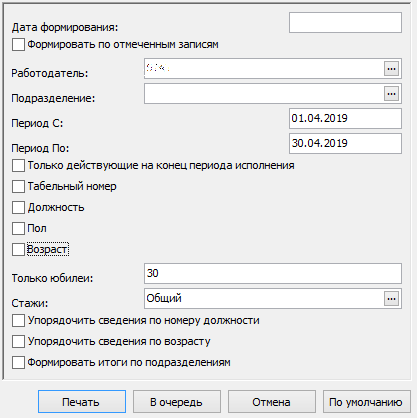 Дата формирования:
Формировать по отмеченным записям
Работодатель: ...
Подразделение: ...
Период С: 01.04.2019
Период По: 30.04.2019
Только действующие на конец периода исполнения
Табельный номер
Должность
Пол
Возраст
Только юбилеи: 30
Стажи: Общий ...
Упорядочить сведения по номеру должности
Упорядочить сведения по возрасту
Формировать итоги по подразделениям
Печать В очередь Отмена По умолчанию